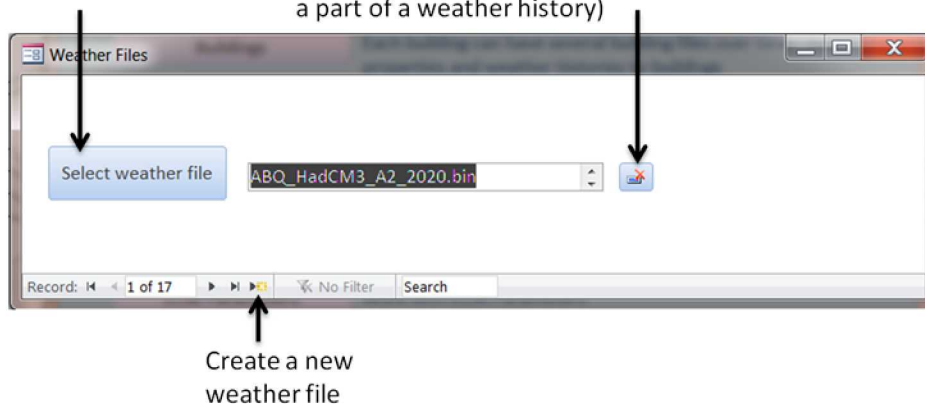 a part of a weather history)
Weather Files
Select weather file
ABQ_HadCM3_A2_2020.bin
Record: 1 of 17 No Filter Search
Create a new
weather file